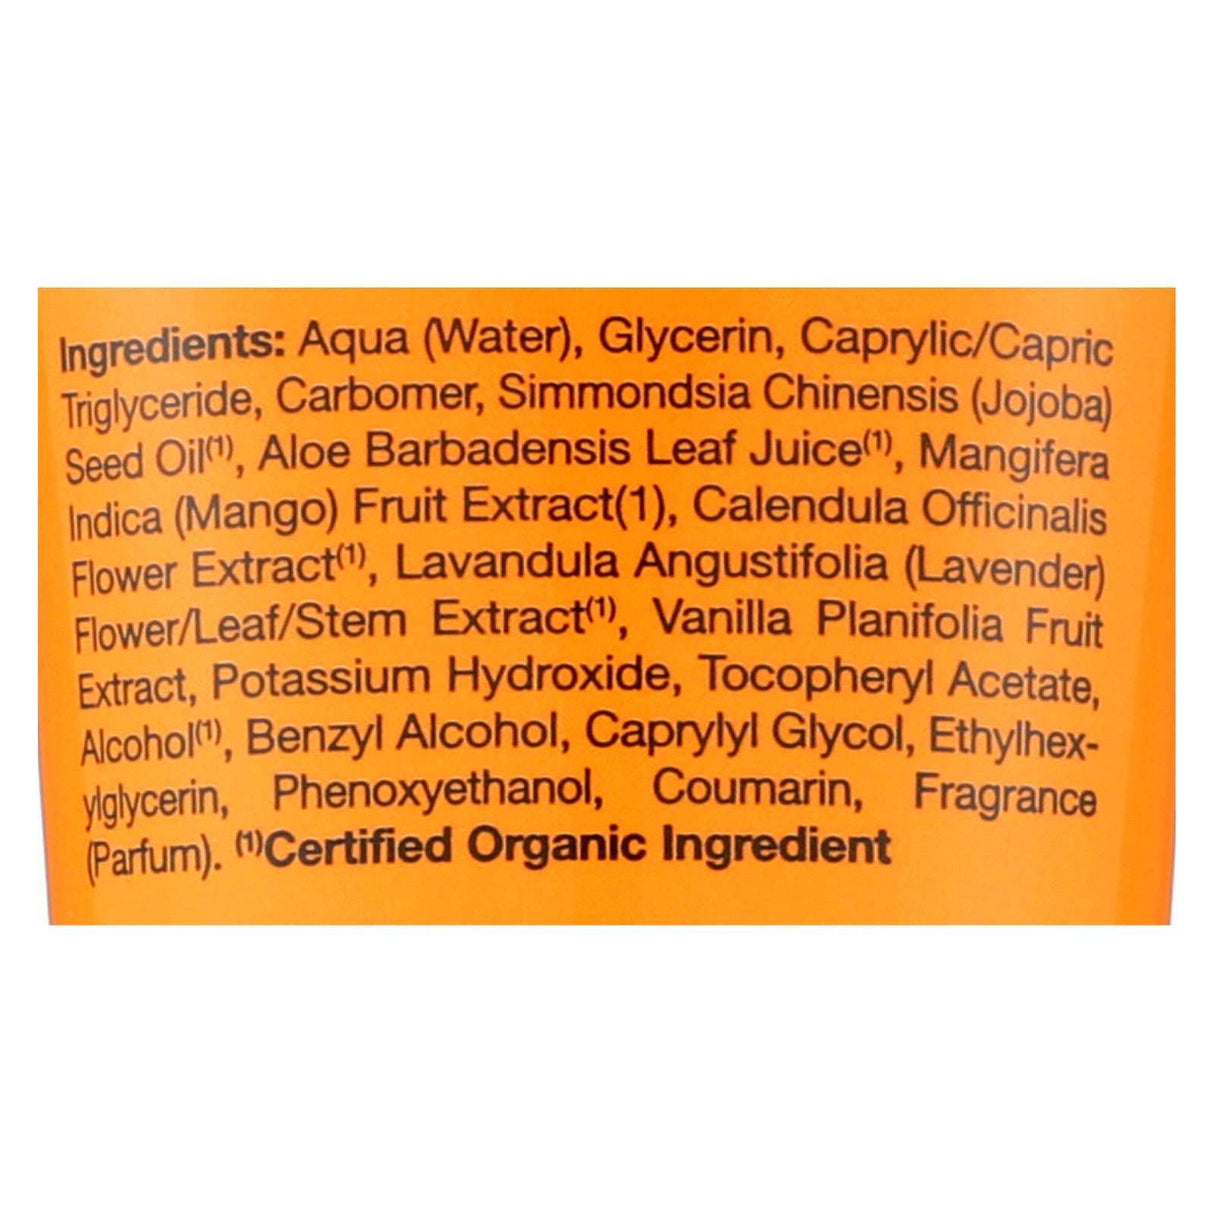 Ingredients: Aqua (Water), Glycerin, Caprylic/Capric
Triglyceride, Carbomer, Simmondsia Chinensis (Jojoba)
Seed Oil⁽¹⁾, Aloe Barbadensis Leaf Juice⁽¹⁾, Mangifera
Indica (Mango) Fruit Extract(1), Calendula Officinalis
Flower Extract⁽¹⁾, Lavandula Angustifolia (Lavender)
Flower/Leaf/Stem Extract⁽¹⁾, Vanilla Planifolia Fruit
Extract, Potassium Hydroxide, Tocopheryl Acetate,
Alcohol⁽¹⁾, Benzyl Alcohol, Caprylyl Glycol, Ethylhex-
ylglycerin, Phenoxyethanol, Coumarin, Fragrance
(Parfum). ⁽¹⁾Certified Organic Ingredient